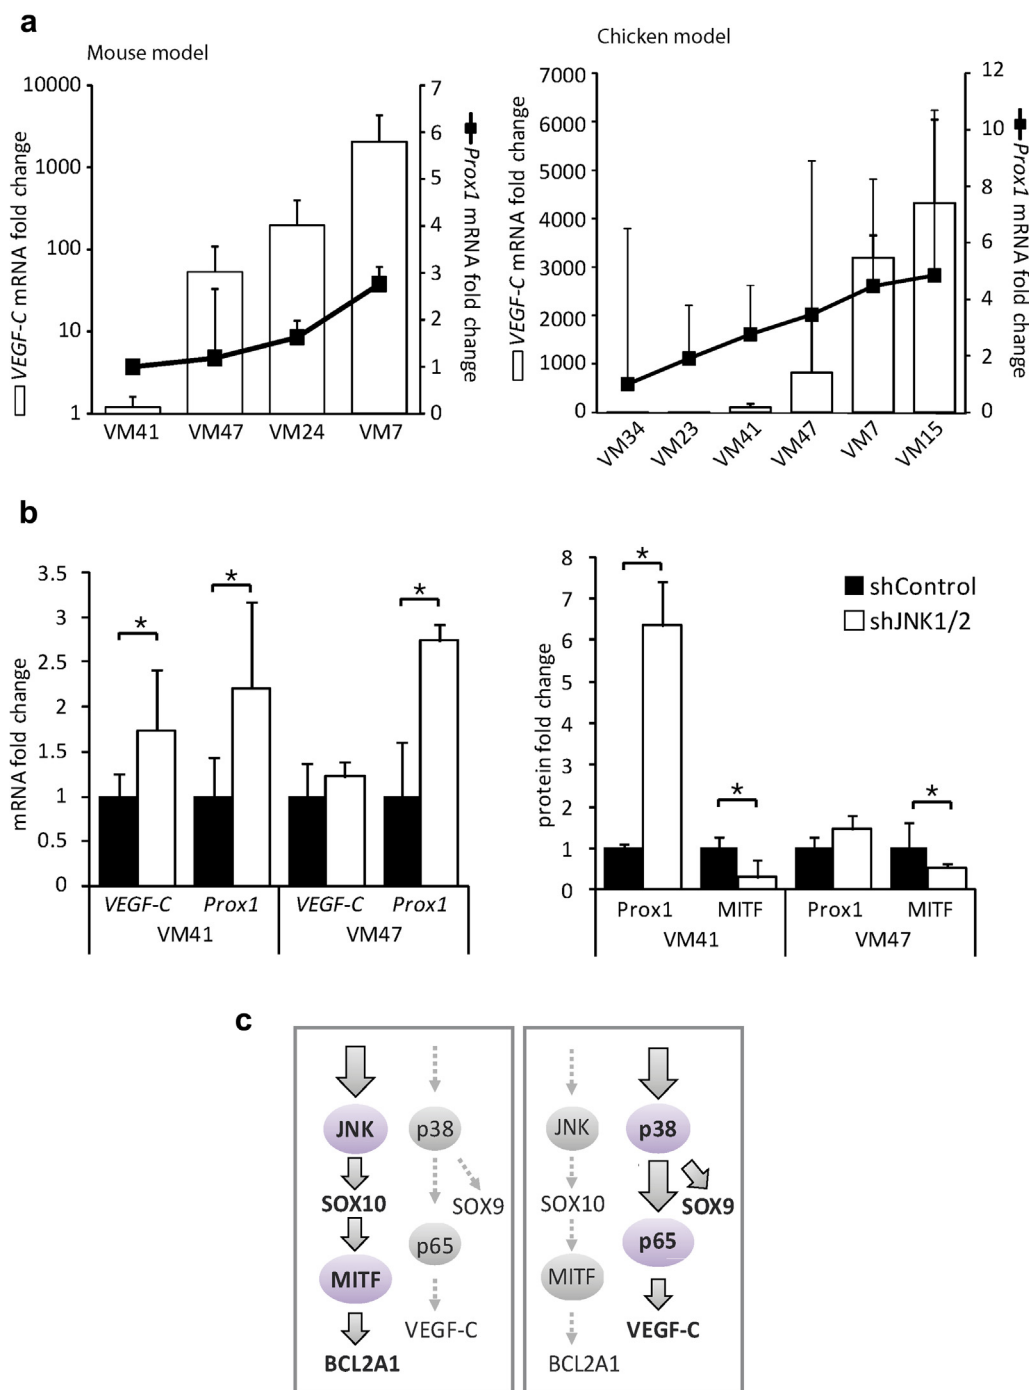 a
Mouse model
VEGF-C mRNA fold change
10000
1000
100
10
1
7
6
5
4
3
2
1
0
Prox1 mRNA fold change
VM41 VM47 VM24 VM7
Chicken model
VEGF-C mRNA fold change
7000
6000
5000
4000
3000
2000
1000
0
12
10
8
6
4
2
0
Prox1 mRNA fold change
VM34 VM23 VM41 VM47 VM7 VM15
b
mRNA fold change
3.5
3
2.5
2
1.5
1
0.5
0
* * *
VEGF-C Prox1 VEGF-C Prox1
VM41 VM47
protein fold change
8
7
6
5
4
3
2
1
0
* * *
shControl
shJNK1/2
Prox1 MITF Prox1 MITF
VM41 VM47
c
JNK p38
SOX10 SOX9
p65
MITF
VEGF-C
BCL2A1
JNK p38
SOX10 SOX9
p65
MITF
VEGF-C
BCL2A1